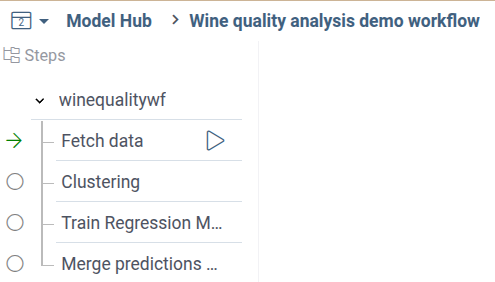 2 Model Hub > Wine quality analysis demo workflow
Steps
winequalitywf
Fetch data
Clustering
Train Regression M...
Merge predictions ...